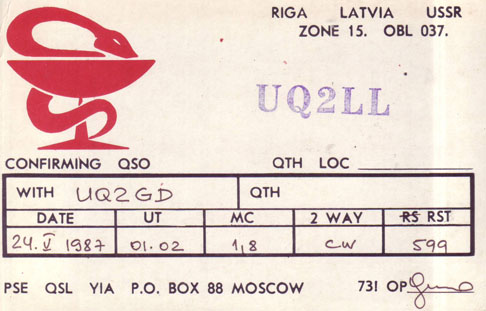 RIGA LATVIA USSR
ZONE 15. OBL 037.
UQ2LL
CONFIRMING QSO QTH LOC
WITH UQ2GD QTH
DATE UT MC 2 WAY RS RST
24.V 1987 01.02 1,8 CW 599
PSE QSL VIA P.O. BOX 88 MOSCOW 731 OP